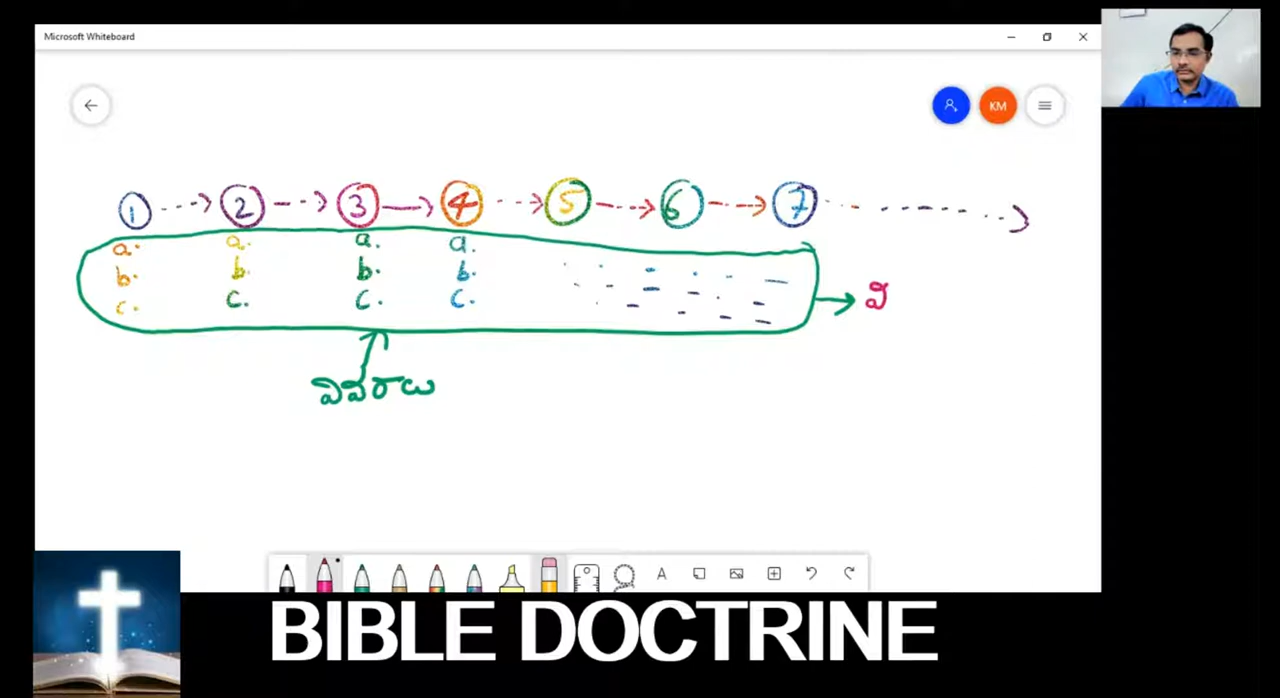 Microsoft Whiteboard
KM
1 2 3 4 5 6 7
a. a. a. a.
b. b. b. b.
c. c. c. c.
వి
వివరాలు
A
BIBLE DOCTRINE